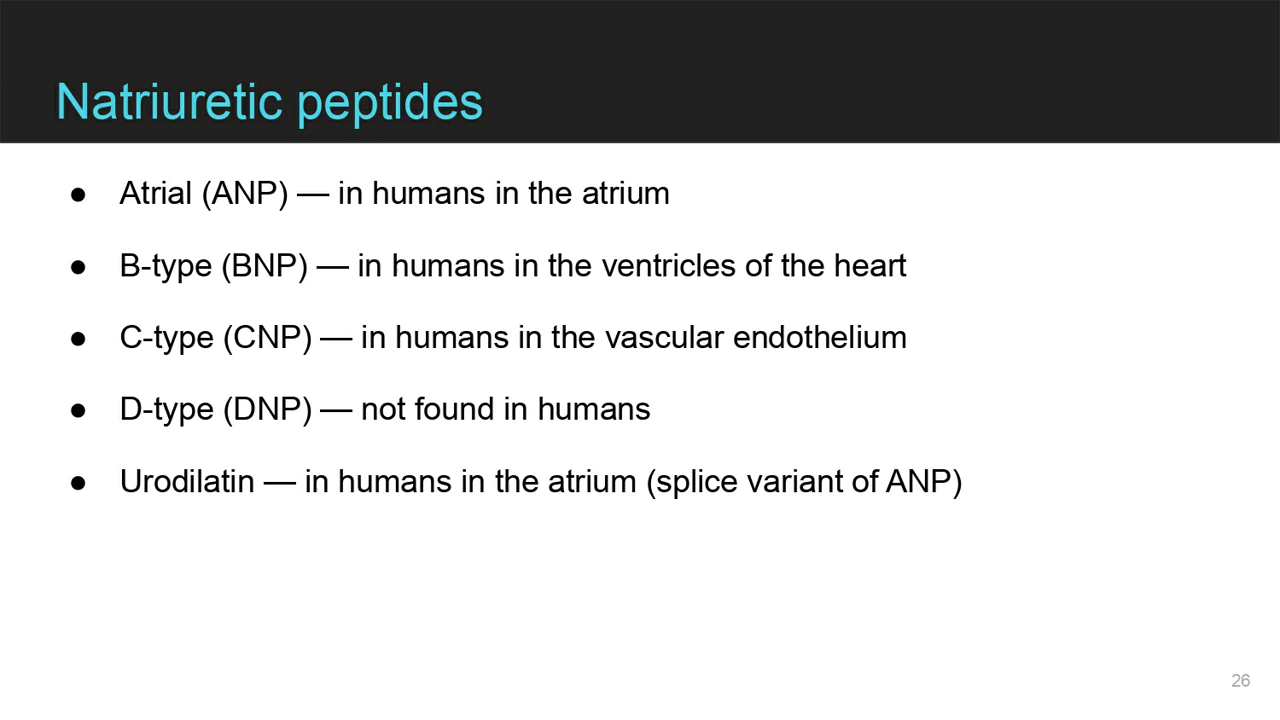 Natriuretic peptides
● Atrial (ANP) — in humans in the atrium
● B-type (BNP) — in humans in the ventricles of the heart
● C-type (CNP) — in humans in the vascular endothelium
● D-type (DNP) — not found in humans
● Urodilatin — in humans in the atrium (splice variant of ANP)
26